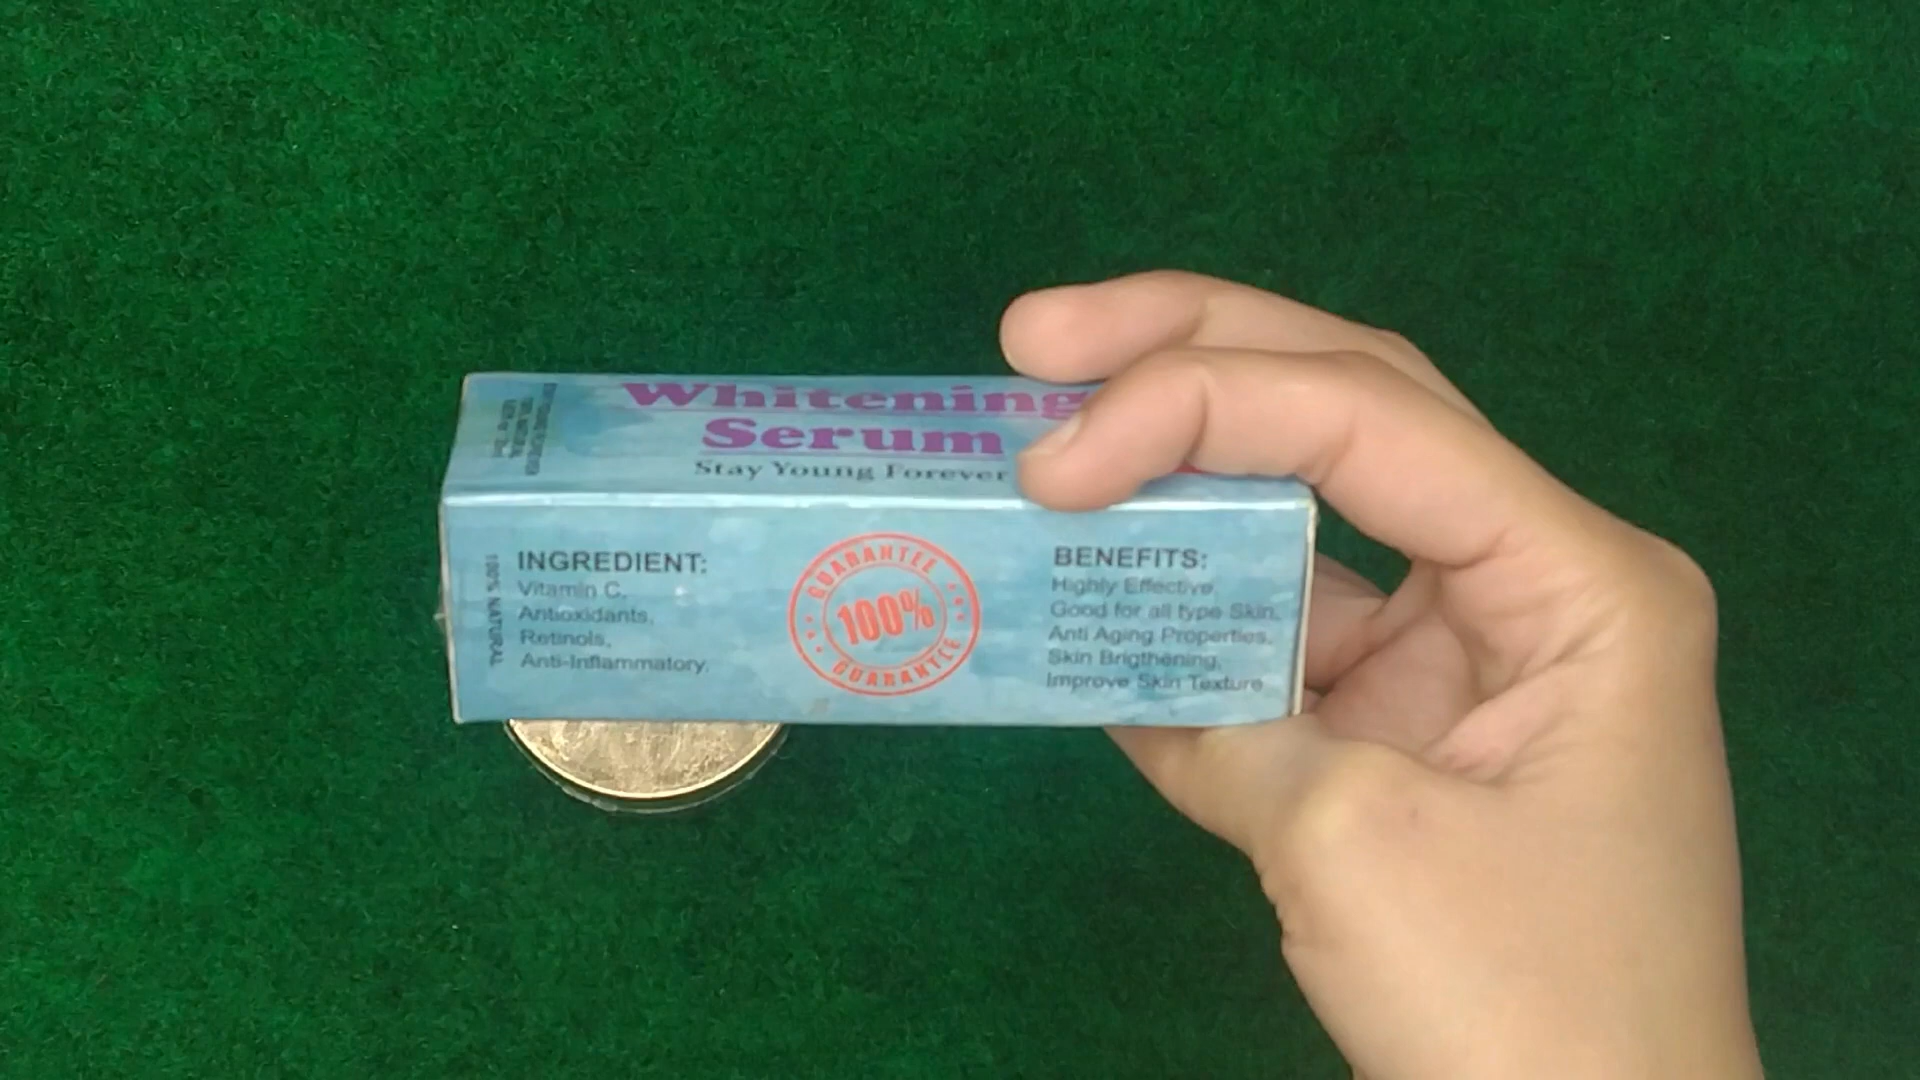 Whitening
Serum
Stay Young Forever
100% NATURAL
INGREDIENT:
Vitamin C,
Antioxidants,
Retinols,
Anti-Inflammatory,
GUARANTEE
100%
GUARANTEE
BENEFITS:
Highly Effective,
Good for all type Skin,
Anti Aging Properties,
Skin Brigthening,
Improve Skin Texture